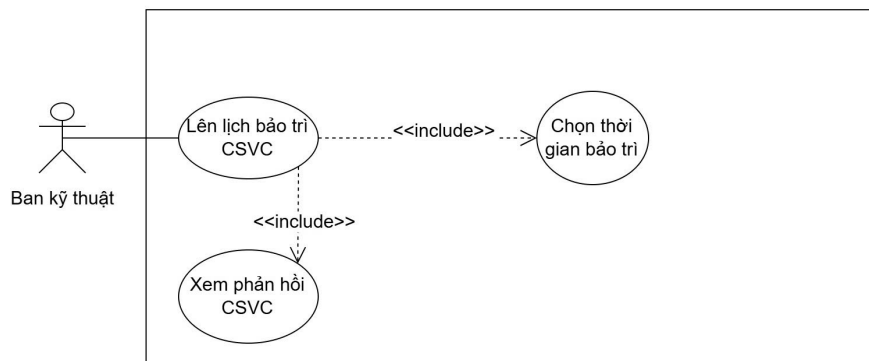 Lên lịch bảo trì
CSVC
<<include>>
Chọn thời
gian bảo trì
Ban kỹ thuật
<<include>>
Xem phản hồi
CSVC